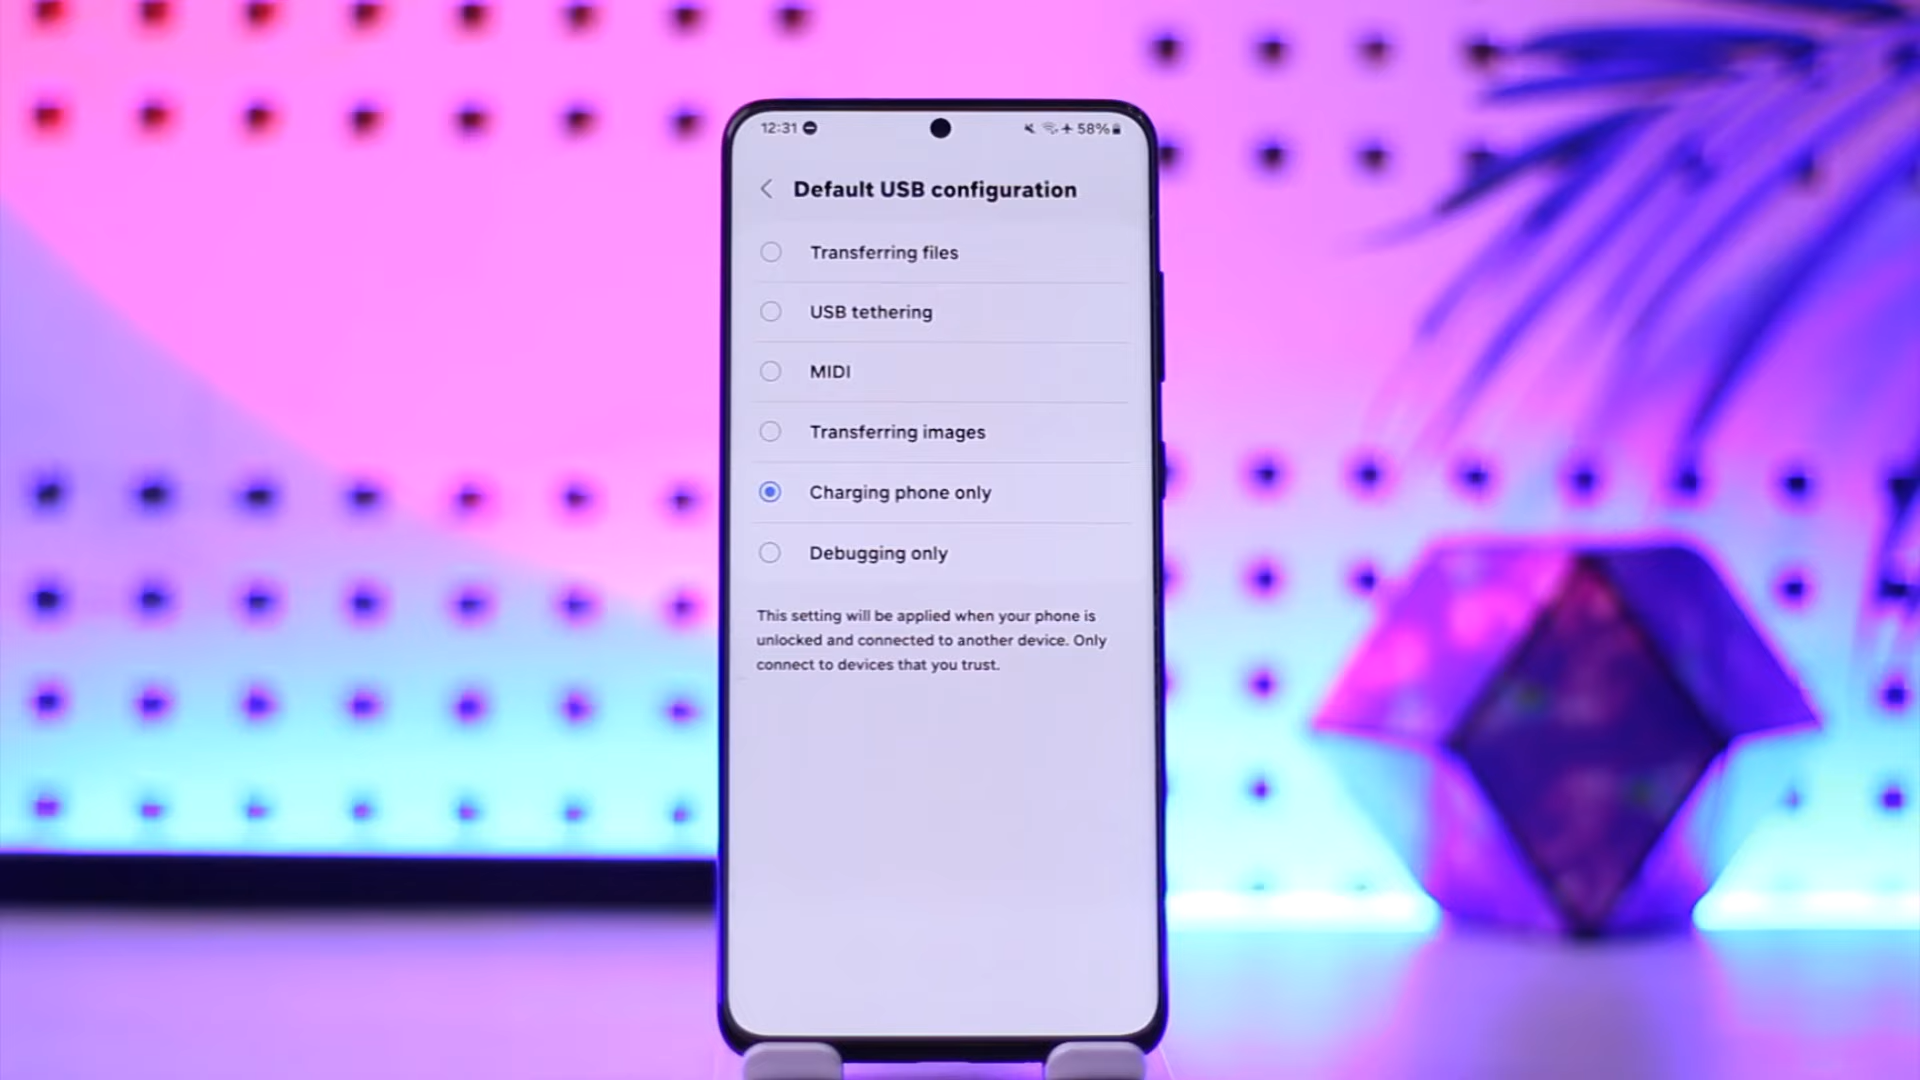 12:31
58%
Default USB configuration
Transferring files
USB tethering
MIDI
Transferring images
Charging phone only
Debugging only
This setting will be applied when your phone is
unlocked and connected to another device. Only
connect to devices that you trust.